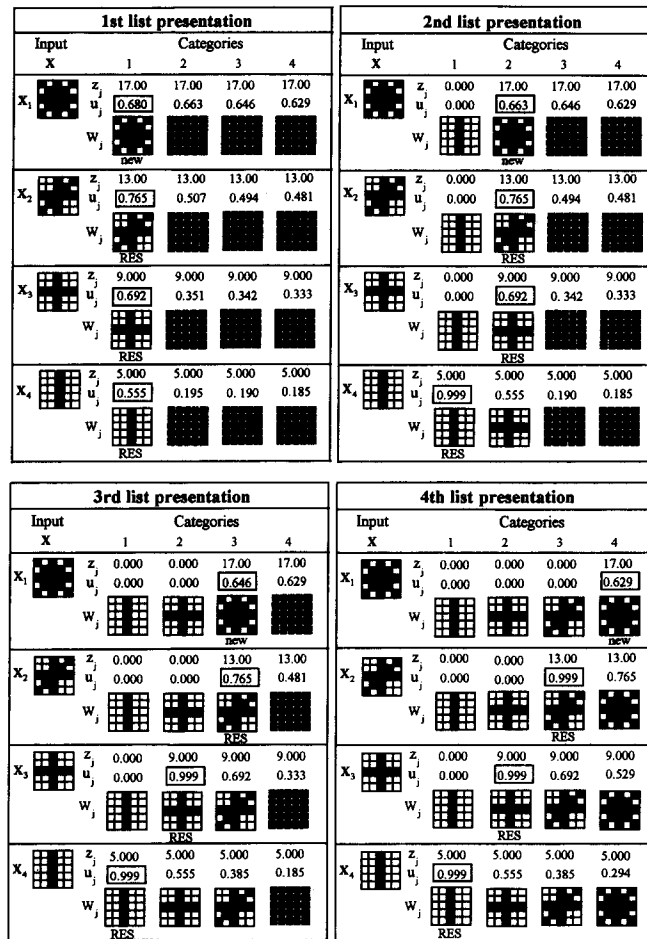 1st list presentation
Input Categories
X 1 2 3 4
X1 zj 17.00 17.00 17.00 17.00
uj 0.680 0.663 0.646 0.629
Wj
new
X2 zj 13.00 13.00 13.00 13.00
uj 0.765 0.507 0.494 0.481
Wj
RES
X3 zj 9.000 9.000 9.000 9.000
uj 0.692 0.351 0.342 0.333
Wj
RES
X4 zj 5.000 5.000 5.000 5.000
uj 0.555 0.195 0.190 0.185
Wj
RES
2nd list presentation
Input Categories
X 1 2 3 4
X1 zj 0.000 17.00 17.00 17.00
uj 0.000 0.663 0.646 0.629
Wj
new
X2 zj 0.000 13.00 13.00 13.00
uj 0.000 0.765 0.494 0.481
Wj
RES
X3 zj 0.000 9.000 9.000 9.000
uj 0.000 0.692 0.342 0.333
Wj
RES
X4 zj 5.000 5.000 5.000 5.000
uj 0.999 0.555 0.190 0.185
Wj
RES
3rd list presentation
Input Categories
X 1 2 3 4
X1 zj 0.000 0.000 17.00 17.00
uj 0.000 0.000 0.646 0.629
Wj
new
X2 zj 0.000 0.000 13.00 13.00
uj 0.000 0.000 0.765 0.481
Wj
RES
X3 zj 0.000 9.000 9.000 9.000
uj 0.000 0.999 0.692 0.333
Wj
RES
X4 zj 5.000 5.000 5.000 5.000
uj 0.999 0.555 0.385 0.185
Wj
RES
4th list presentation
Input Categories
X 1 2 3 4
X1 zj 0.000 0.000 0.000 17.00
uj 0.000 0.000 0.000 0.629
Wj
new
X2 zj 0.000 0.000 13.00 13.00
uj 0.000 0.000 0.999 0.765
Wj
RES
X3 zj 0.000 9.000 9.000 9.000
uj 0.000 0.999 0.692 0.529
Wj
RES
X4 zj 5.000 5.000 5.000 5.000
uj 0.999 0.555 0.385 0.294
Wj
RES